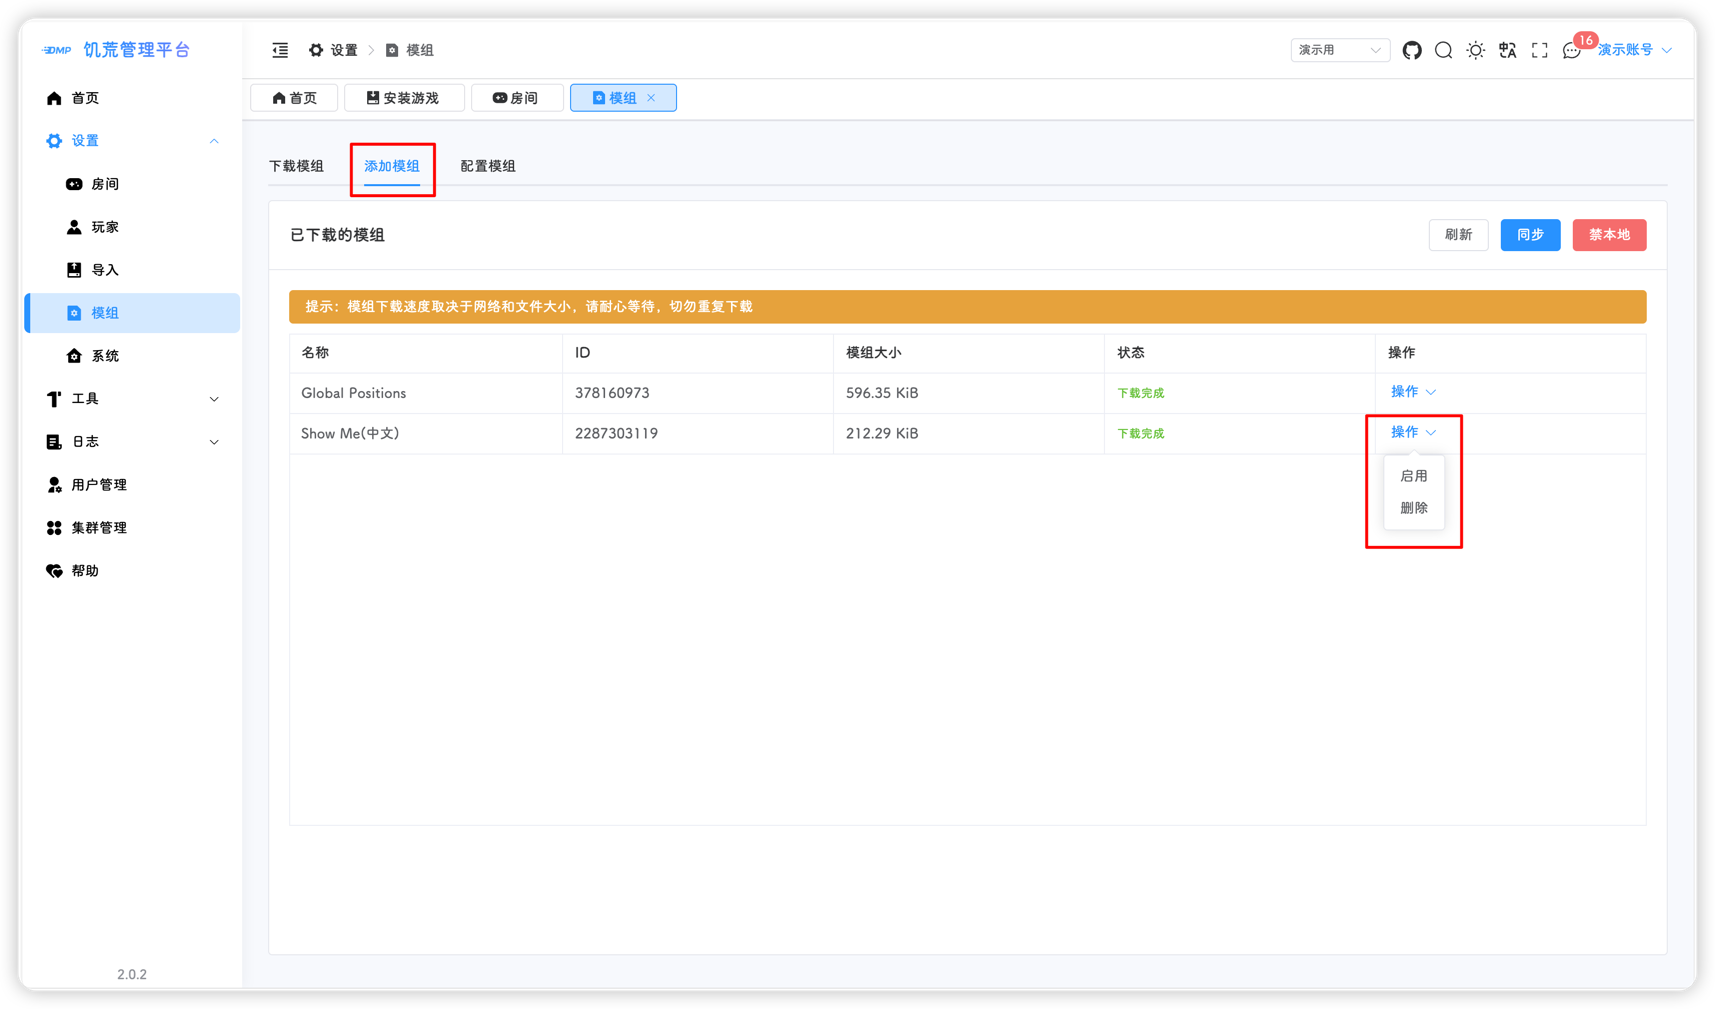 DMP 饥荒管理平台
设置 > 模组
演示用
16
演示账号
首页
设置
房间
玩家
导入
模组
系统
工具
日志
用户管理
集群管理
帮助
2.0.2
首页 安装游戏 房间 模组 ×
下载模组 添加模组 配置模组
已下载的模组
刷新 同步 禁本地
提示：模组下载速度取决于网络和文件大小，请耐心等待，切勿重复下载
名称 ID 模组大小 状态 操作
Global Positions 378160973 596.35 KiB 下载完成 操作
Show Me(中文) 2287303119 212.29 KiB 下载完成 操作
启用
删除